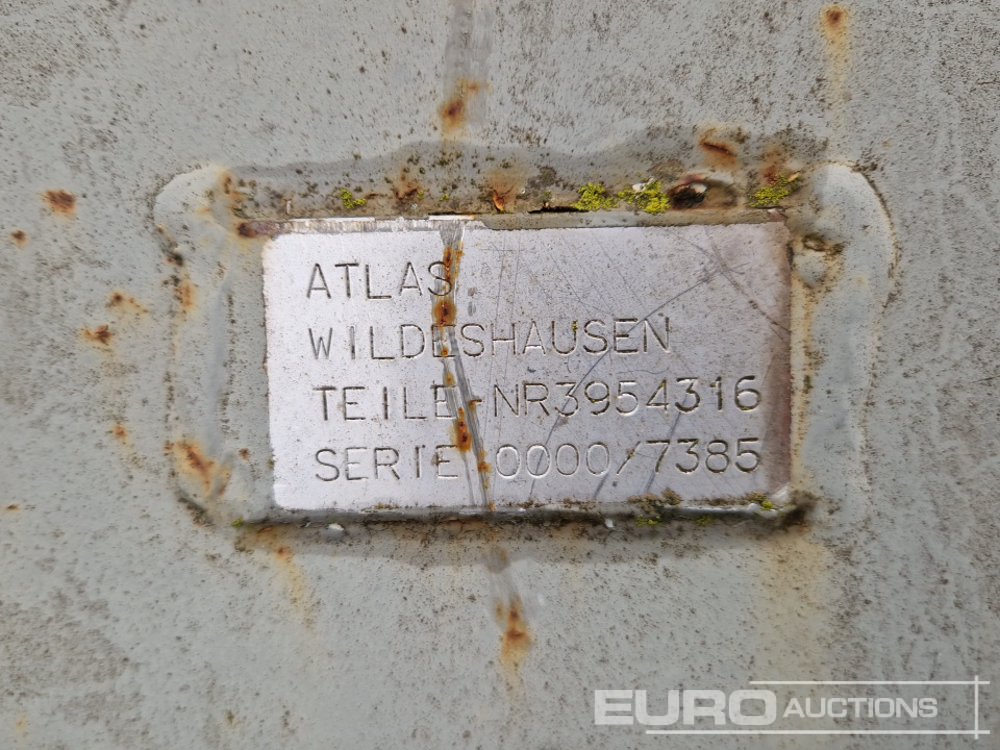 ATLAS
WILDESHAUSEN
TEILE-NR3954316
SERIE 0000/7385
EURO AUCTIONS